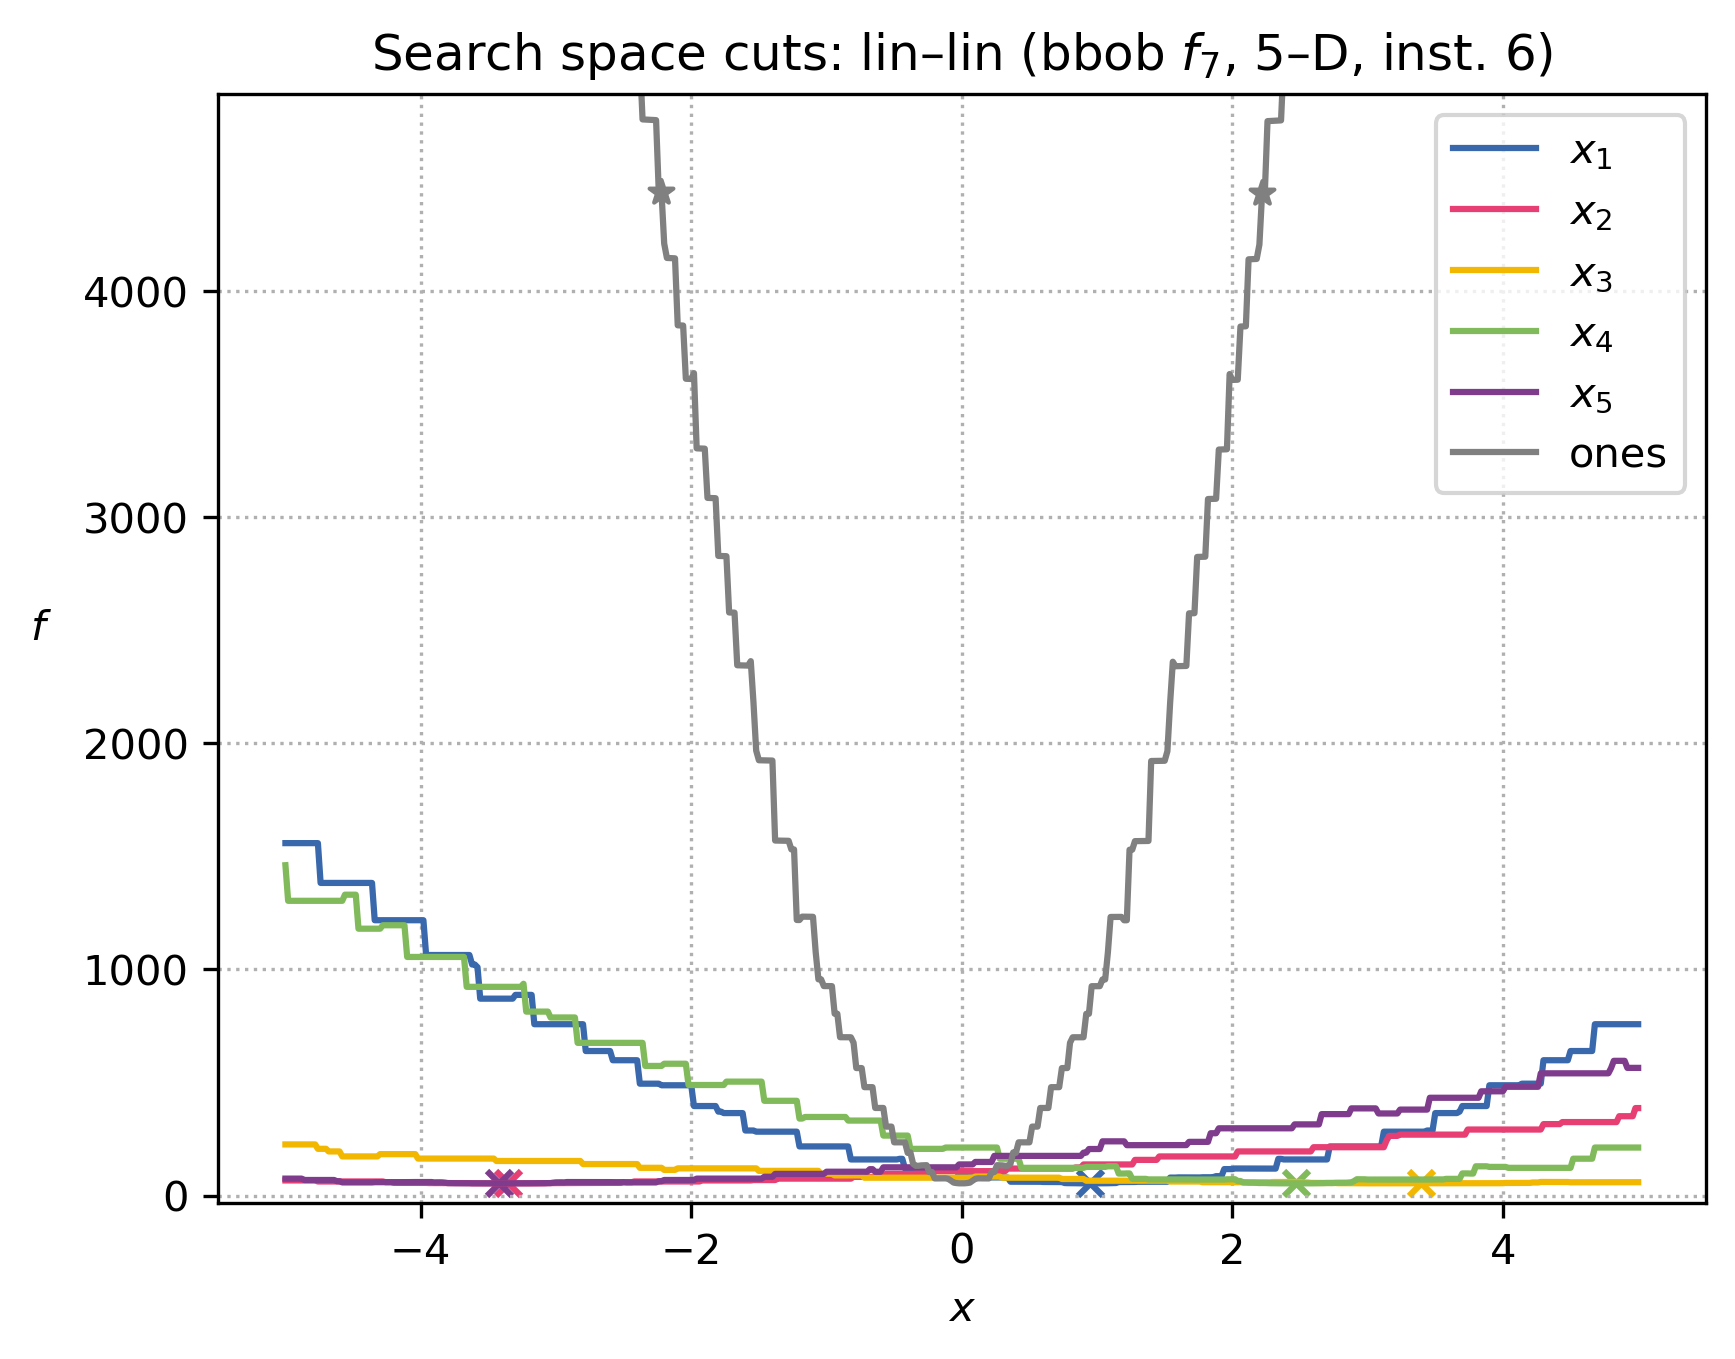 Search space cuts: lin–lin (bbob f7, 5–D, inst. 6)
x1
x2
x3
x4
x5
ones
4000
3000
2000
1000
0
f
−4 −2 0 2 4
x